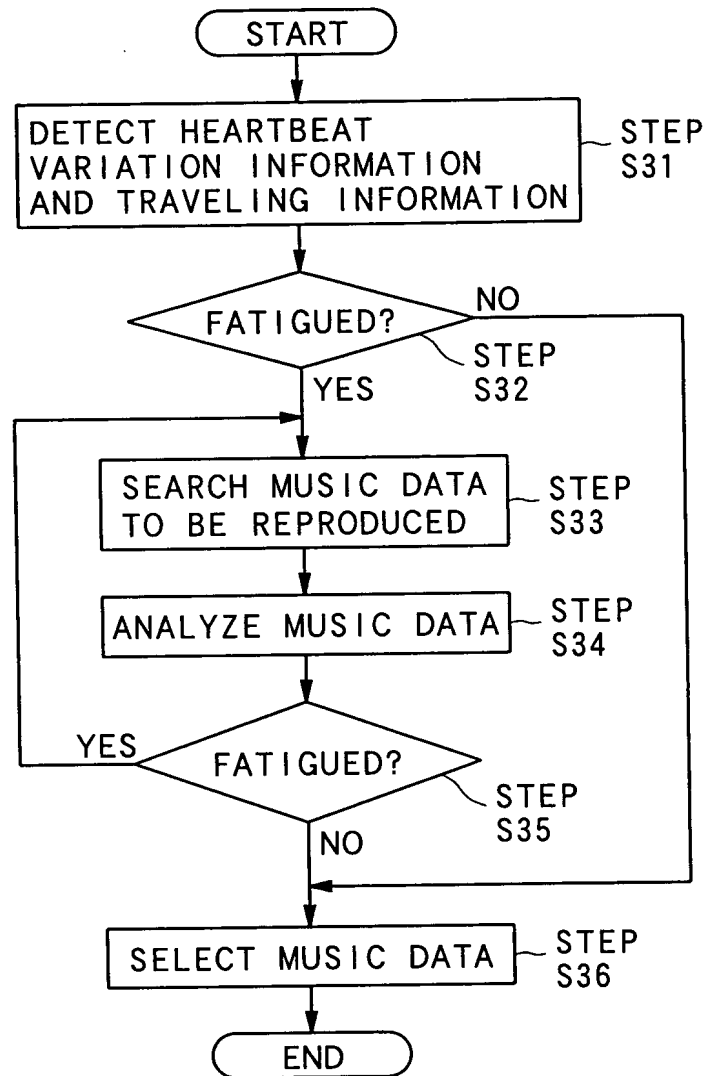 START
DETECT HEARTBEAT
VARIATION INFORMATION
AND TRAVELING INFORMATION
STEP
S31
FATIGUED?
NO
STEP
S32
YES
SEARCH MUSIC DATA
TO BE REPRODUCED
STEP
S33
ANALYZE MUSIC DATA
STEP
S34
YES
FATIGUED?
STEP
S35
NO
SELECT MUSIC DATA
STEP
S36
END